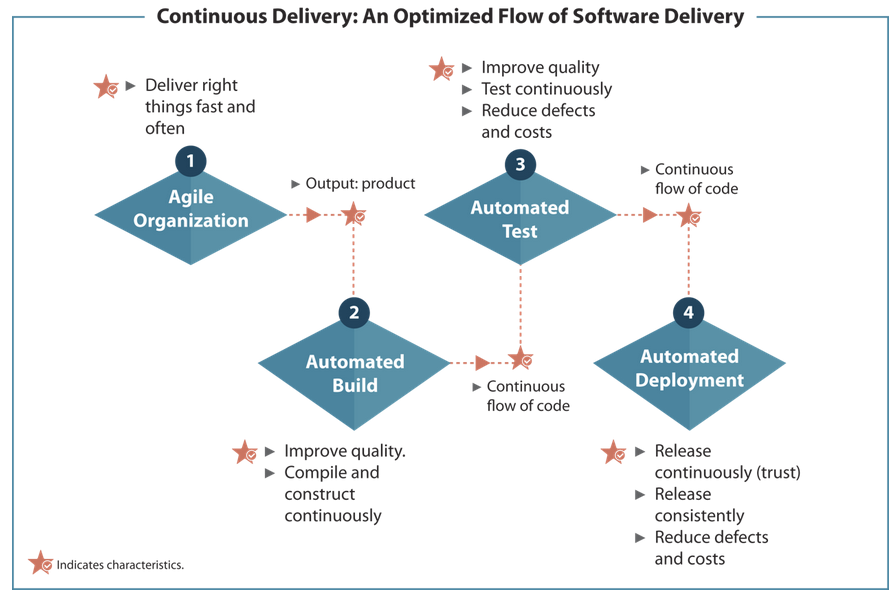 Continuous Delivery: An Optimized Flow of Software Delivery
Deliver right
things fast and
often
1
Agile
Organization
Output: product
2
Automated
Build
Improve quality.
Compile and
construct
continuously
Continuous
flow of code
Improve quality
Test continuously
Reduce defects
and costs
3
Automated
Test
Continuous
flow of code
4
Automated
Deployment
Release
continuously (trust)
Release
consistently
Reduce defects
and costs
Indicates characteristics.